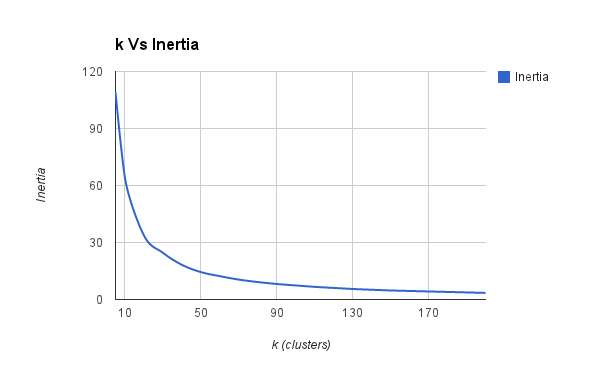 k Vs Inertia
120
90
60
30
0
Inertia
10 50 90 130 170
k (clusters)
Inertia